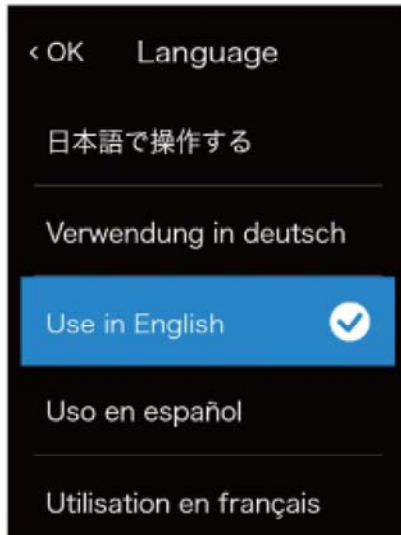 < OK Language
日本語で操作する
Verwendung in deutsch
Use in English
Uso en español
Utilisation en français